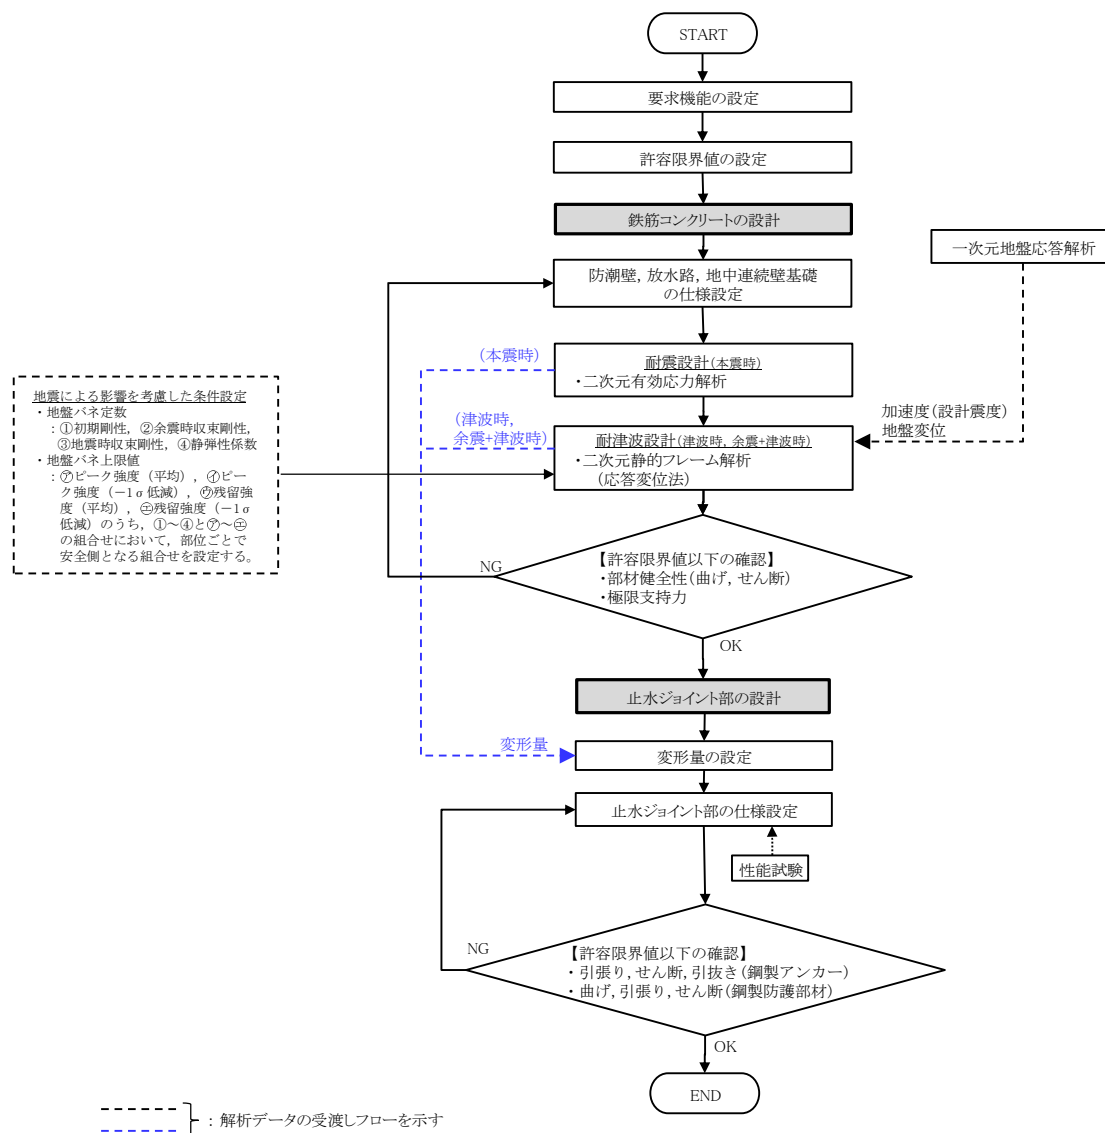 START
要求機能の設定
許容限界値の設定
鉄筋コンクリートの設計
一次元地盤応答解析
防潮壁，放水路，地中連続壁基礎
の仕様設定
(本震時)
耐震設計(本震時)
・二次元有効応力解析
地震による影響を考慮した条件設定
・地盤バネ定数
：①初期剛性，②余震時収束剛性，
③地震時収束剛性，④静弾性係数
・地盤バネ上限値
：㋐ピーク強度（平均），㋑ピー
ク強度（－1σ低減），㋒残留強
度（平均），㋓残留強度（－1σ
低減）のうち，①～④と㋐～㋓
の組合せにおいて，部位ごとで
安全側となる組合せを設定する。
(津波時，
余震+津波時)
加速度(設計震度)
地盤変位
耐津波設計(津波時，余震+津波時)
・二次元静的フレーム解析
(応答変位法)
NG
【許容限界値以下の確認】
・部材健全性(曲げ，せん断)
・極限支持力
OK
止水ジョイント部の設計
変形量
変形量の設定
止水ジョイント部の仕様設定
性能試験
NG
【許容限界値以下の確認】
・引張り，せん断，引抜き(鋼製アンカー)
・曲げ，引張り，せん断(鋼製防護部材)
OK
END
：解析データの受渡しフローを示す